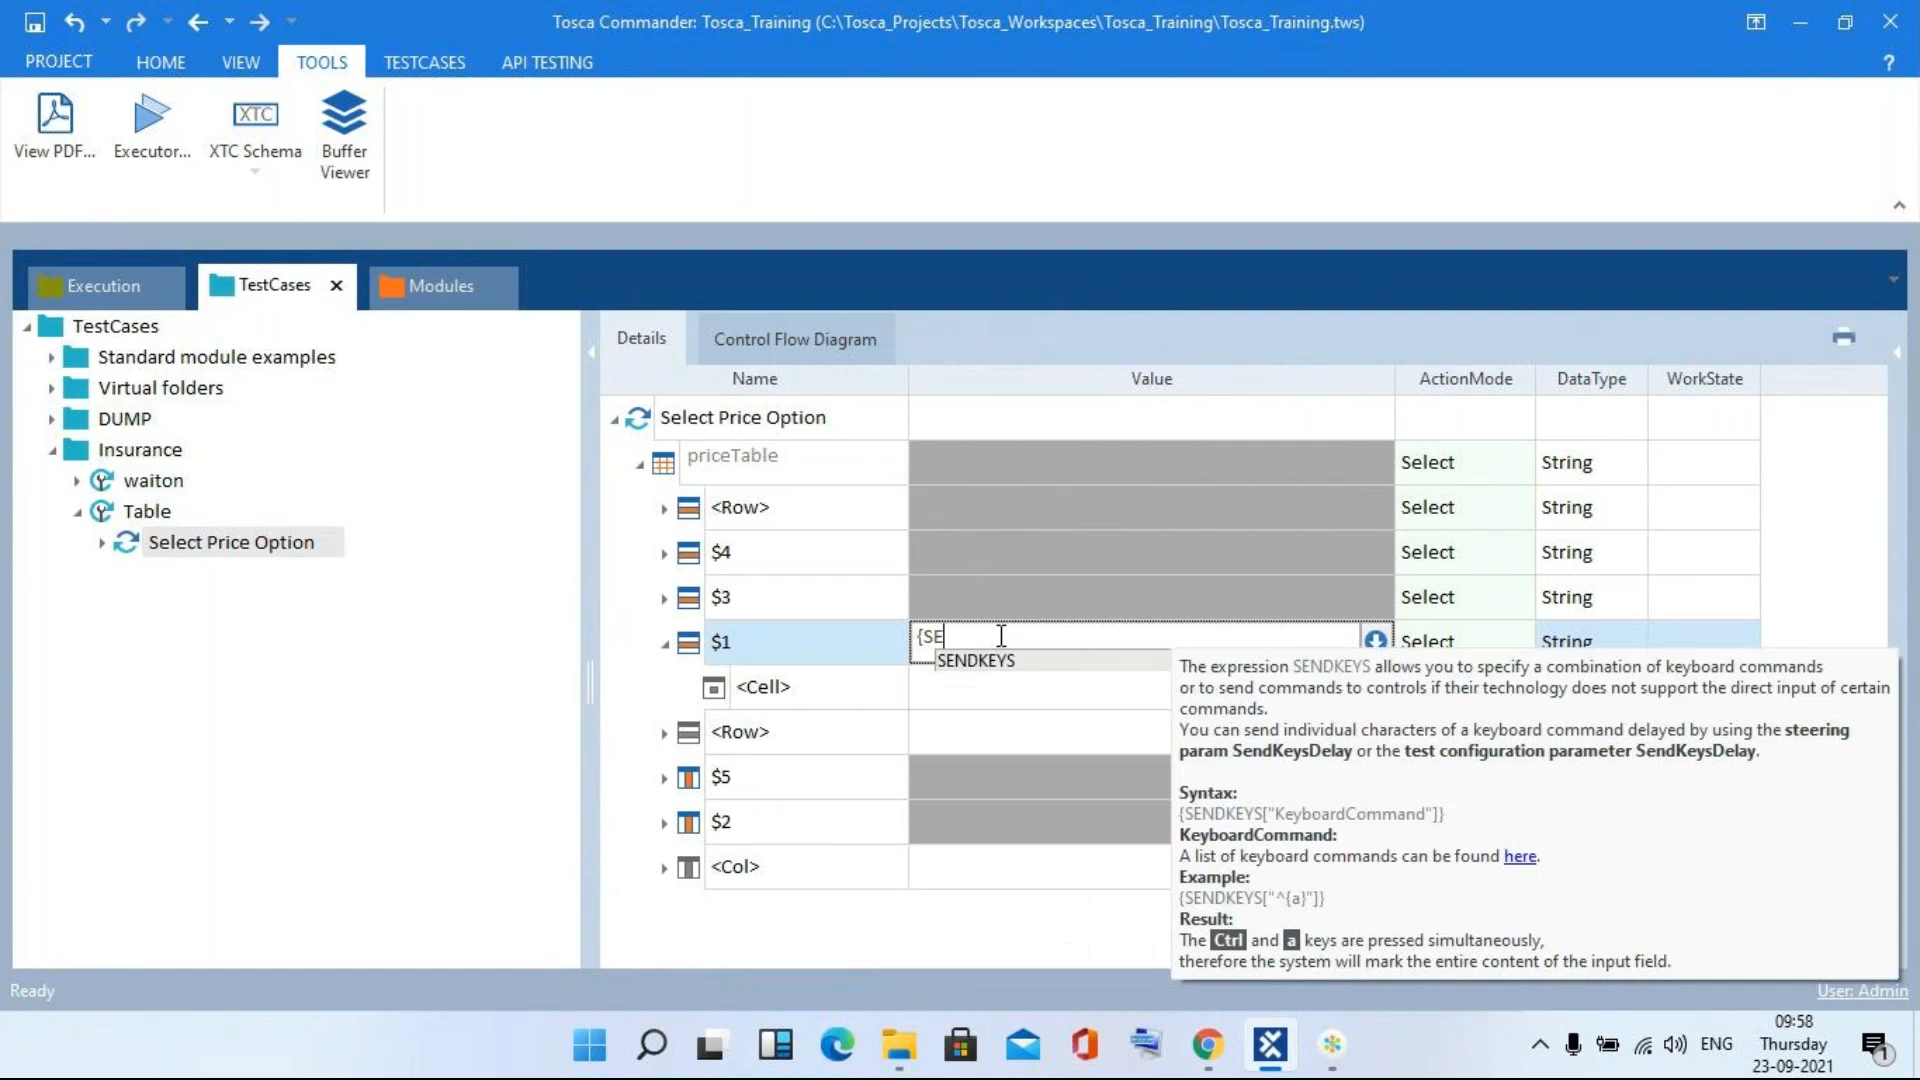 Tosca Commander: Tosca_Training (C:\Tosca_Projects\Tosca_Workspaces\Tosca_Training\Tosca_Training.tws)
PROJECT
HOME
VIEW
TOOLS
TESTCASES
API TESTING
?
View PDF...
Executor...
XTC
XTC Schema
Buffer
Viewer
Execution
TestCases
Modules
TestCases
Standard module examples
Virtual folders
DUMP
Insurance
waiton
Table
Select Price Option
Details
Control Flow Diagram
Name
Value
ActionMode
DataType
WorkState
Select Price Option
priceTable
Select
String
<Row>
Select
String
$4
Select
String
$3
Select
String
$1
{SE
Select
String
SENDKEYS
<Cell>
<Row>
$5
$2
<Col>
The expression SENDKEYS allows you to specify a combination of keyboard commands
or to send commands to controls if their technology does not support the direct input of certain
commands.
You can send individual characters of a keyboard command delayed by using the steering
param SendKeysDelay or the test configuration parameter SendKeysDelay.
Syntax:
{SENDKEYS["KeyboardCommand"]}
KeyboardCommand:
A list of keyboard commands can be found here.
Example:
{SENDKEYS["^{a}"]}
Result:
The Ctrl and a keys are pressed simultaneously,
therefore the system will mark the entire content of the input field.
Ready
User: Admin
ENG
09:58
Thursday
23-09-2021
1